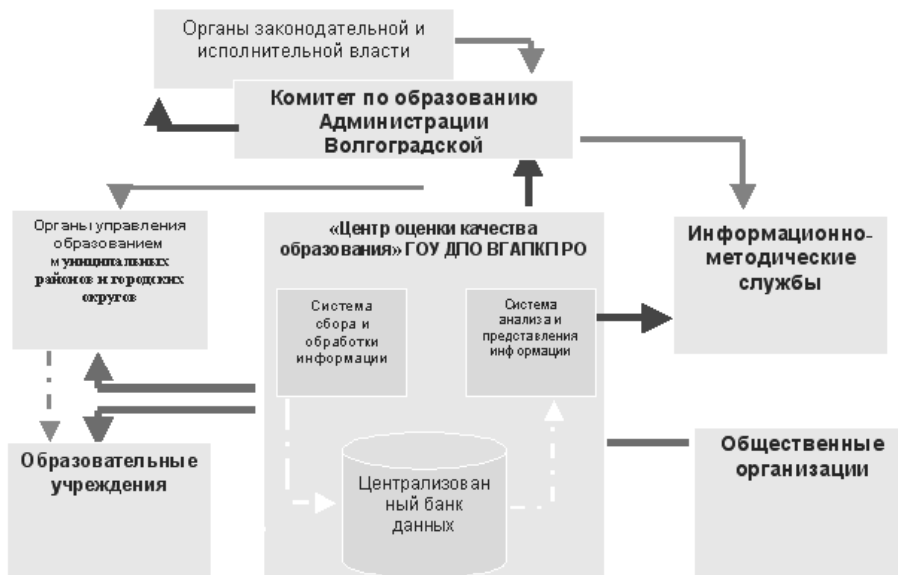 Органы законодательной и
исполнительной власти
Комитет по образованию
Администрации
Волгоградской
Органы управления
образованием
муниципальных
районов и городских
округов
«Центр оценки качества
образования» ГОУ ДПО ВГАПКПРО
Информационно-
методические
службы
Система
сбора и
обработки
информации
Система
анализа и
представления
информации
Образовательные
учреждения
Централизован
ный банк
данных
Общественные
организации